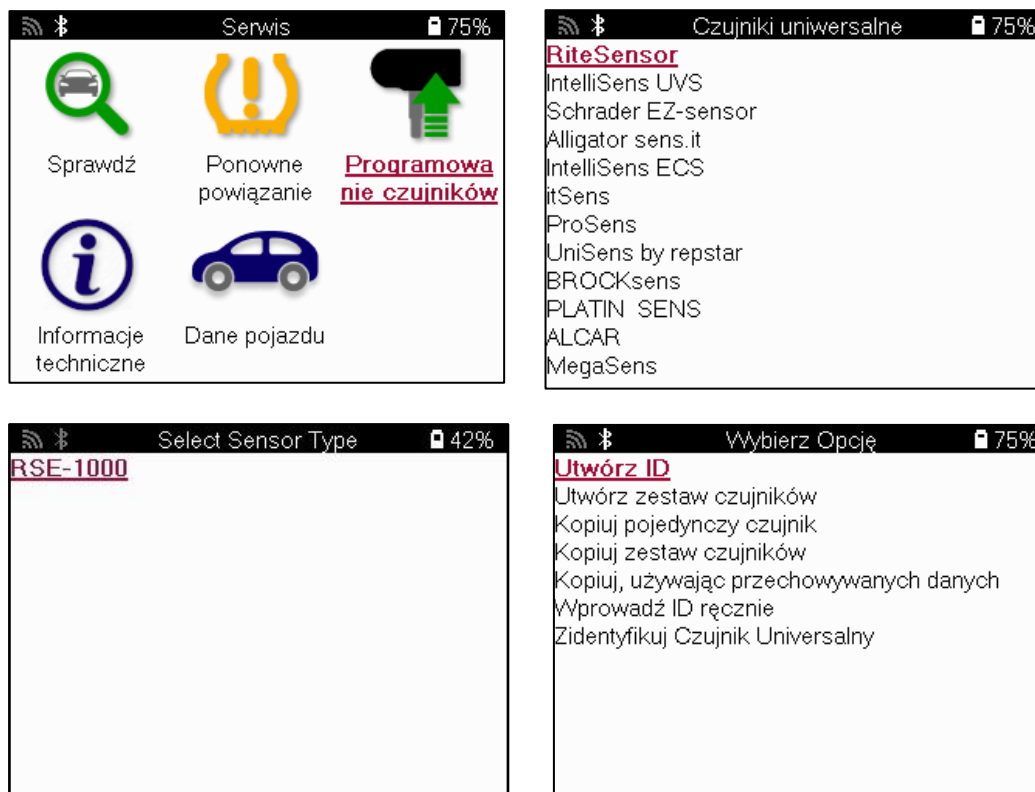 Serwis 75%
Sprawdź
Ponowne
powiązanie
Programowa
nie czujników
Informacje
techniczne
Dane pojazdu
Czujniki uniwersalne 75%
RiteSensor
IntelliSens UVS
Schrader EZ-sensor
Alligator sens.it
IntelliSens ECS
itSens
ProSens
UniSens by repstar
BROCKsens
PLATIN SENS
ALCAR
MegaSens
Select Sensor Type 42%
RSE-1000
Wybierz Opcję 75%
Utwórz ID
Utwórz zestaw czujników
Kopiuj pojedynczy czujnik
Kopiuj zestaw czujników
Kopiuj, używając przechowywanych danych
Wprowadź ID ręcznie
Zidentyfikuj Czujnik Universalny